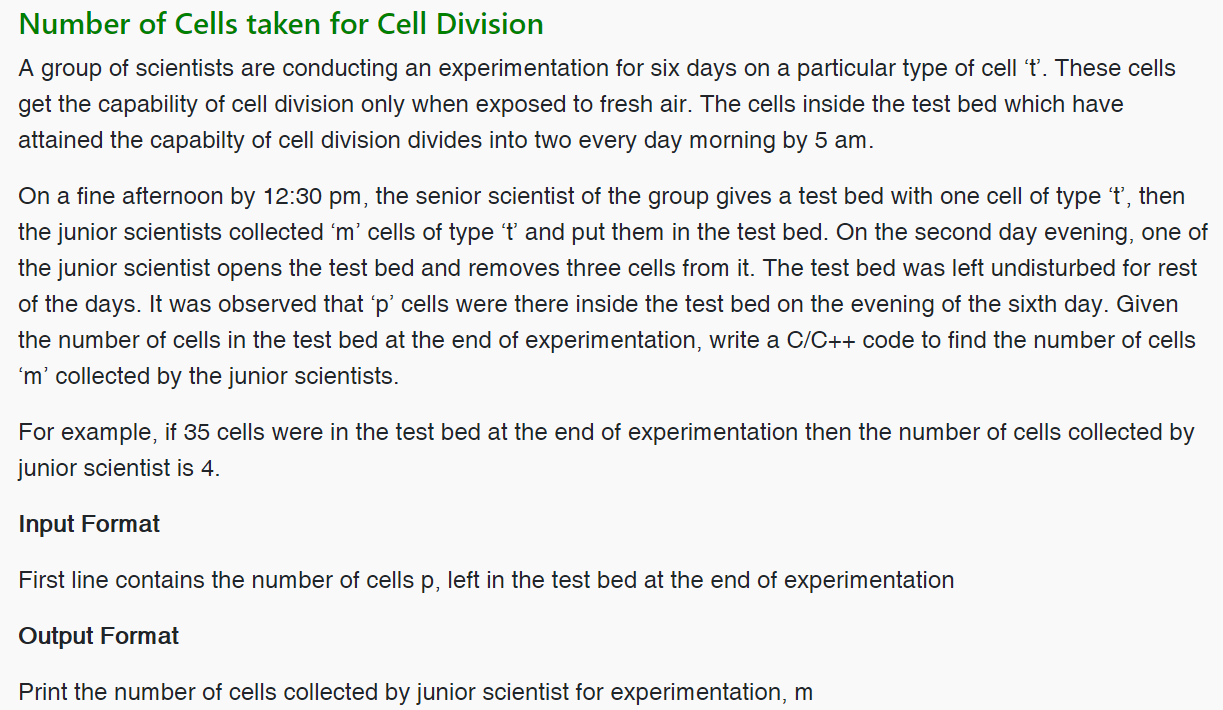 Number of Cells taken for Cell Division
A group of scientists are conducting an experimentation for six days on a particular type of cell ‘t’. These cells
get the capability of cell division only when exposed to fresh air. The cells inside the test bed which have
attained the capabilty of cell division divides into two every day morning by 5 am.
On a fine afternoon by 12:30 pm, the senior scientist of the group gives a test bed with one cell of type ‘t’, then
the junior scientists collected ‘m’ cells of type ‘t’ and put them in the test bed. On the second day evening, one of
the junior scientist opens the test bed and removes three cells from it. The test bed was left undisturbed for rest
of the days. It was observed that ‘p’ cells were there inside the test bed on the evening of the sixth day. Given
the number of cells in the test bed at the end of experimentation, write a C/C++ code to find the number of cells
‘m’ collected by the junior scientists.
For example, if 35 cells were in the test bed at the end of experimentation then the number of cells collected by
junior scientist is 4.
Input Format
First line contains the number of cells p, left in the test bed at the end of experimentation
Output Format
Print the number of cells collected by junior scientist for experimentation, m